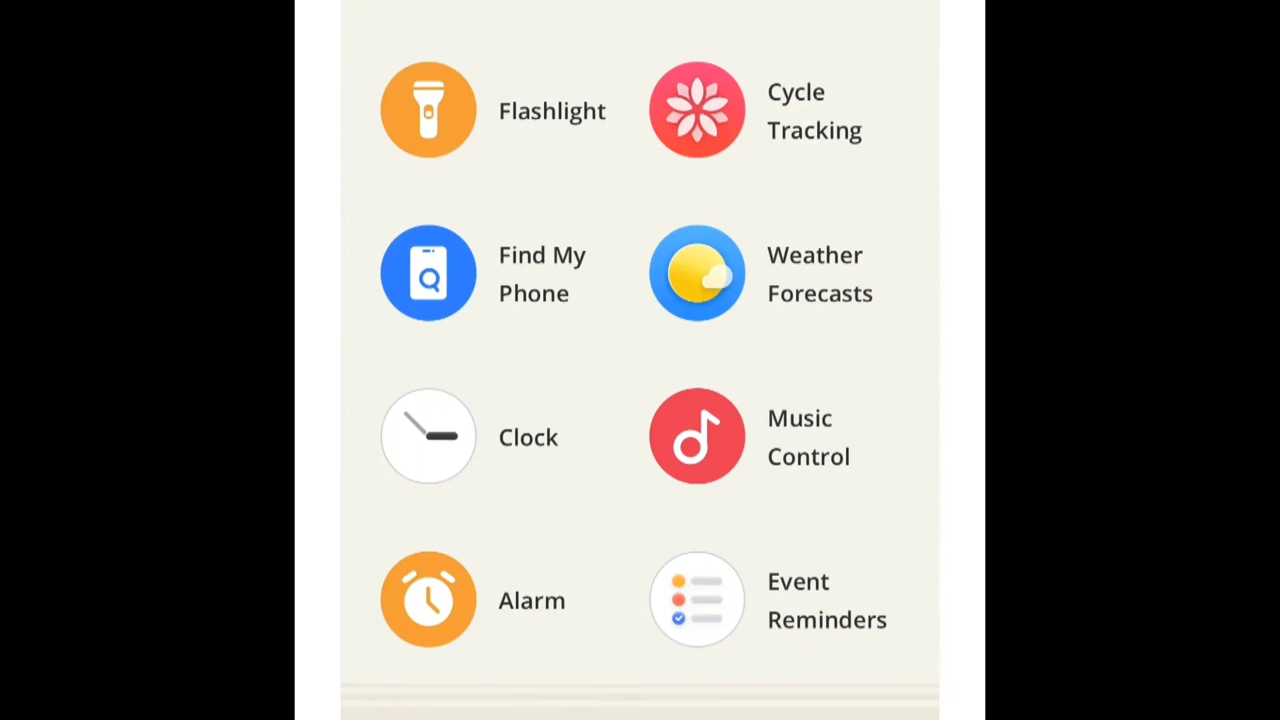 Flashlight
Cycle
Tracking
Find My
Phone
Weather
Forecasts
Clock
Music
Control
Alarm
Event
Reminders